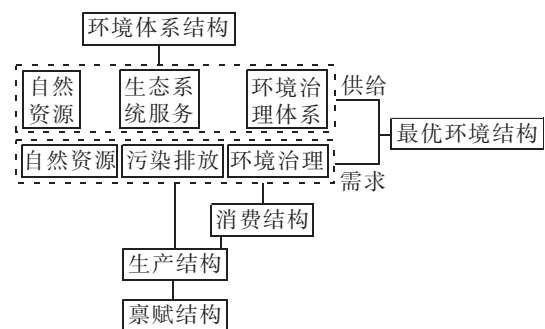 环境体系结构
自然资源
生态系统服务
环境治理体系
供给
最优环境结构
自然资源
污染排放
环境治理
需求
消费结构
生产结构
禀赋结构